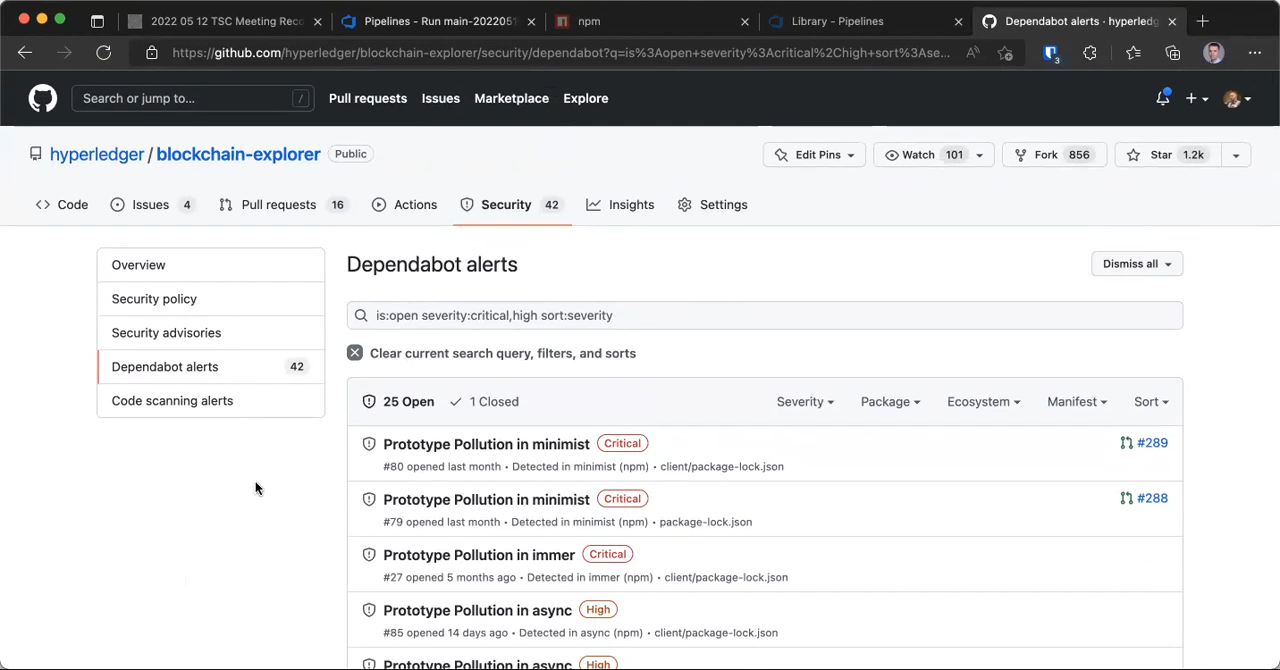 2022 05 12 TSC Meeting Reco
Pipelines - Run main-2022051
npm
Library - Pipelines
Dependabot alerts · hyperledg
https://github.com/hyperledger/blockchain-explorer/security/dependabot?q=is%3Aopen+severity%3Acritical%2Chigh+sort%3Ase...
3
Search or jump to...
/
Pull requests
Issues
Marketplace
Explore
hyperledger / blockchain-explorer
Public
Edit Pins
Watch 101
Fork 856
Star 1.2k
Code
Issues 4
Pull requests 16
Actions
Security 42
Insights
Settings
Overview
Security policy
Security advisories
Dependabot alerts 42
Code scanning alerts
Dependabot alerts
Dismiss all
is:open severity:critical,high sort:severity
Clear current search query, filters, and sorts
25 Open
1 Closed
Severity
Package
Ecosystem
Manifest
Sort
Prototype Pollution in minimist Critical
#289
#80 opened last month • Detected in minimist (npm) • client/package-lock.json
Prototype Pollution in minimist Critical
#288
#79 opened last month • Detected in minimist (npm) • package-lock.json
Prototype Pollution in immer Critical
#27 opened 5 months ago • Detected in immer (npm) • client/package-lock.json
Prototype Pollution in async High
#85 opened 14 days ago • Detected in async (npm) • client/package-lock.json
Prototype Pollution in async High